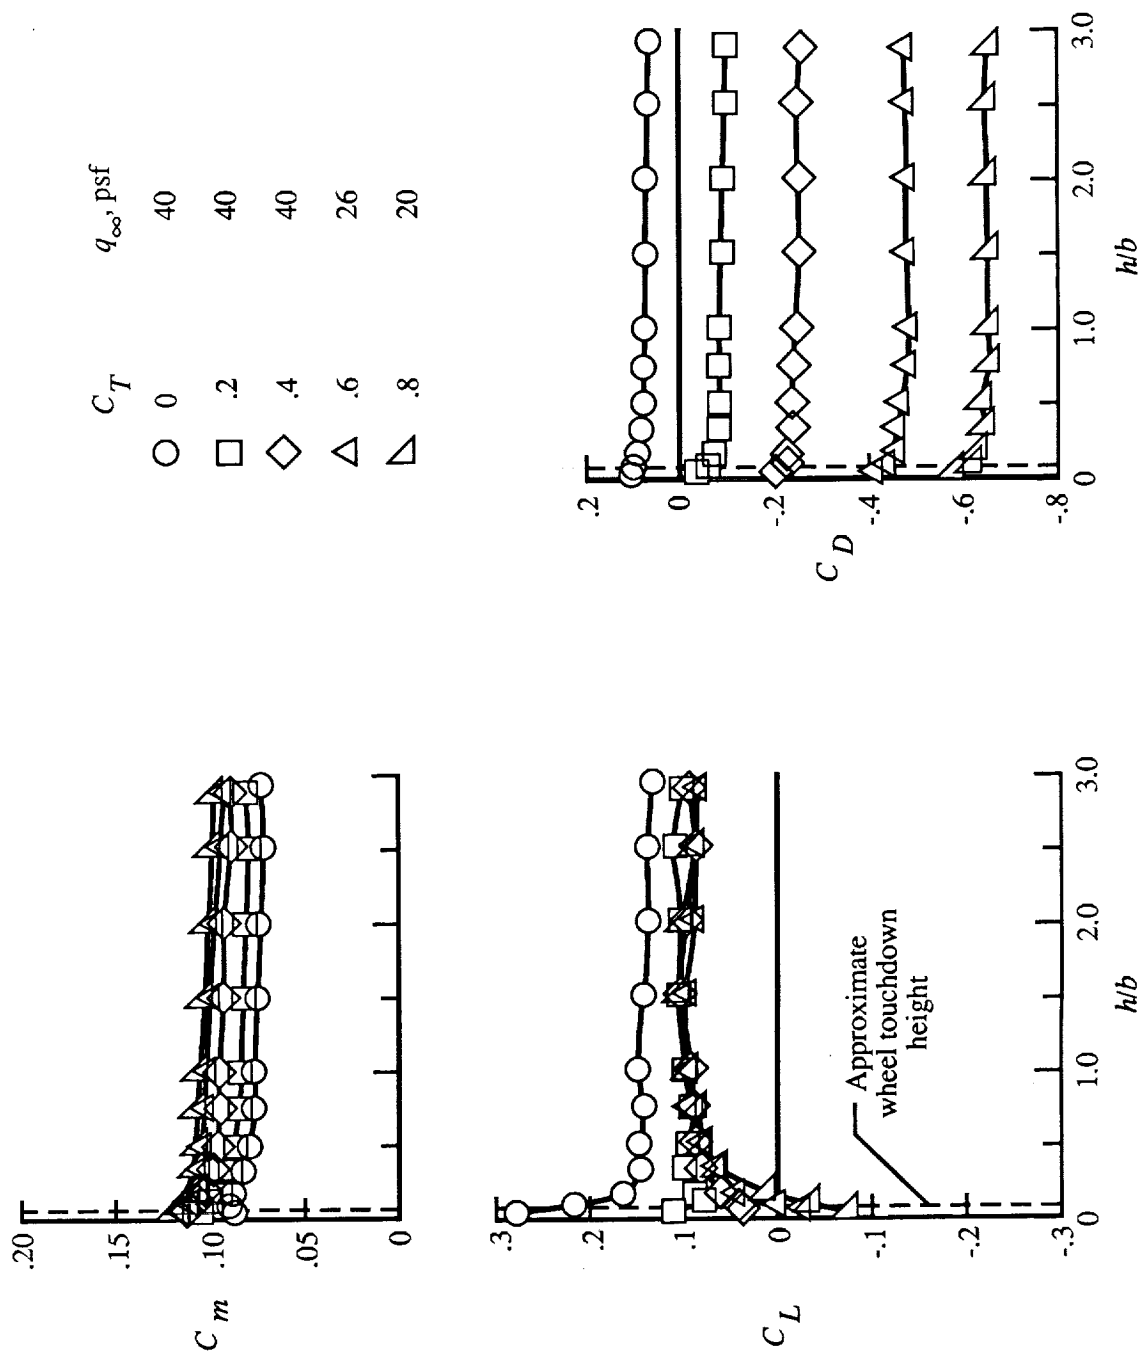 C_T q_∞, psf
0 40
.2 40
.4 40
.6 26
.8 20
.20
.15
.10
.05
0
C_m
.3
.2
.1
0
-.1
-.2
-.3
C_L
Approximate
wheel touchdown
height
0 1.0 2.0 3.0
h/b
.2
0
-.2
-.4
-.6
-.8
C_D
0 1.0 2.0 3.0
h/b